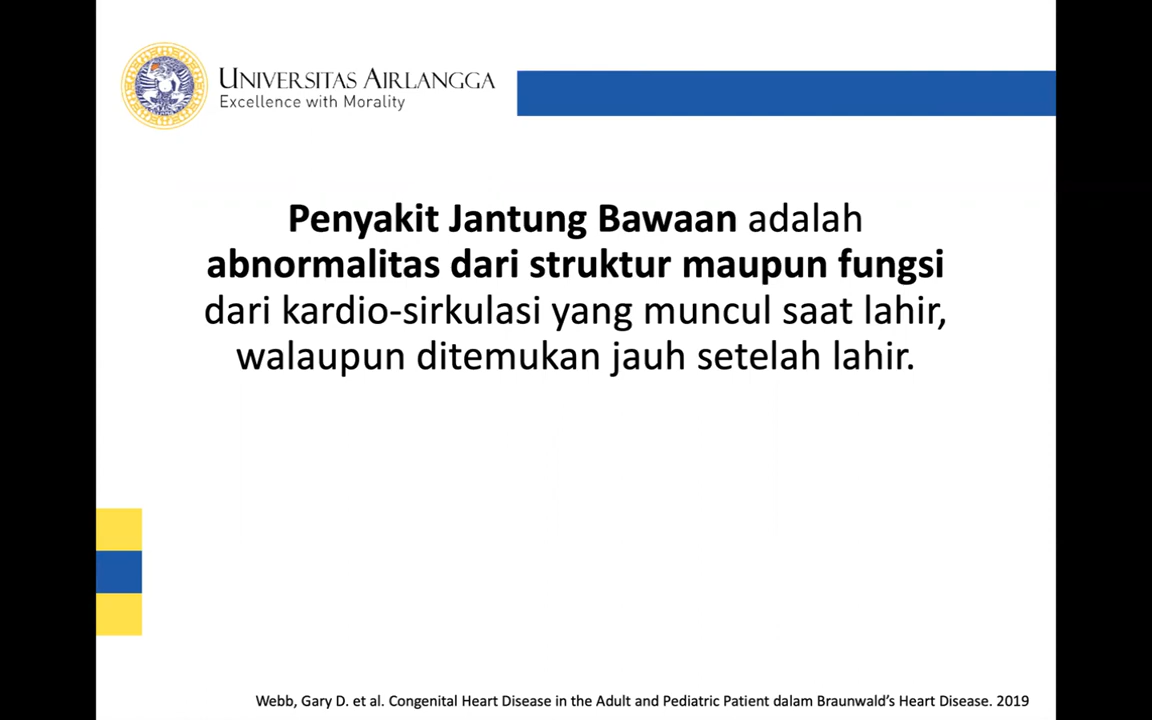 UNIVERSITAS AIRLANGGA
Excellence with Morality
Penyakit Jantung Bawaan adalah
abnormalitas dari struktur maupun fungsi
dari kardio-sirkulasi yang muncul saat lahir,
walaupun ditemukan jauh setelah lahir.
Webb, Gary D. et al. Congenital Heart Disease in the Adult and Pediatric Patient dalam Braunwald’s Heart Disease. 2019